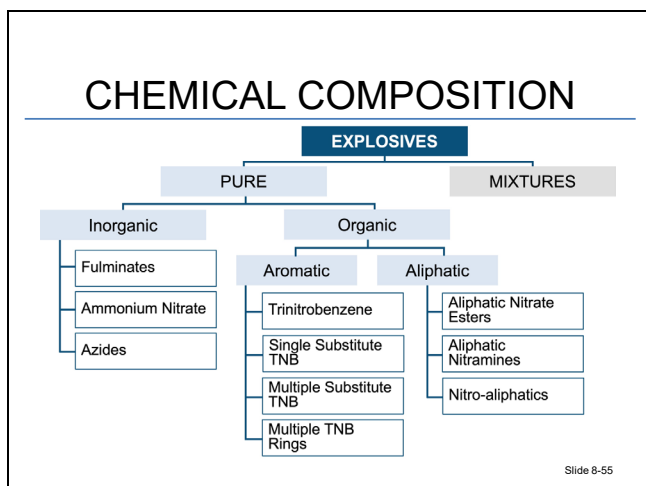 CHEMICAL COMPOSITION
EXPLOSIVES
PURE
MIXTURES
Inorganic
Organic
Fulminates
Ammonium Nitrate
Azides
Aromatic
Aliphatic
Trinitrobenzene
Single Substitute
TNB
Multiple Substitute
TNB
Multiple TNB
Rings
Aliphatic Nitrate
Esters
Aliphatic
Nitramines
Nitro-aliphatics
Slide 8-55